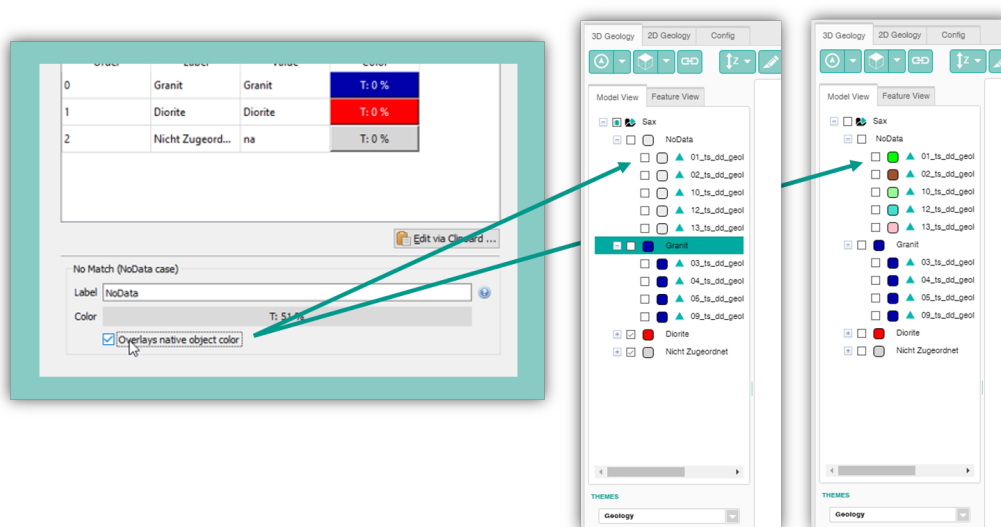 0 Granit Granit T: 0 %
1 Diorite Diorite T: 0 %
2 Nicht Zugeord... na T: 0 %
Edit via Clipboard ...
No Match (NoData case)
Label NoData
Color T: 51 %
Overlays native object color
3D Geology 2D Geology Config
Z
Model View Feature View
Sax
NoData
01_ts_dd_geol
02_ts_dd_geol
10_ts_dd_geol
12_ts_dd_geol
13_ts_dd_geol
Granit
03_ts_dd_geol
04_ts_dd_geol
05_ts_dd_geol
09_ts_dd_geol
Diorite
Nicht Zugeordnet
THEMES
Geology
3D Geology 2D Geology Config
Z
Model View Feature View
Sax
NoData
01_ts_dd_geol
02_ts_dd_geol
10_ts_dd_geol
12_ts_dd_geol
13_ts_dd_geol
Granit
03_ts_dd_geol
04_ts_dd_geol
05_ts_dd_geol
09_ts_dd_geol
Diorite
Nicht Zugeordnet
THEMES
Geology